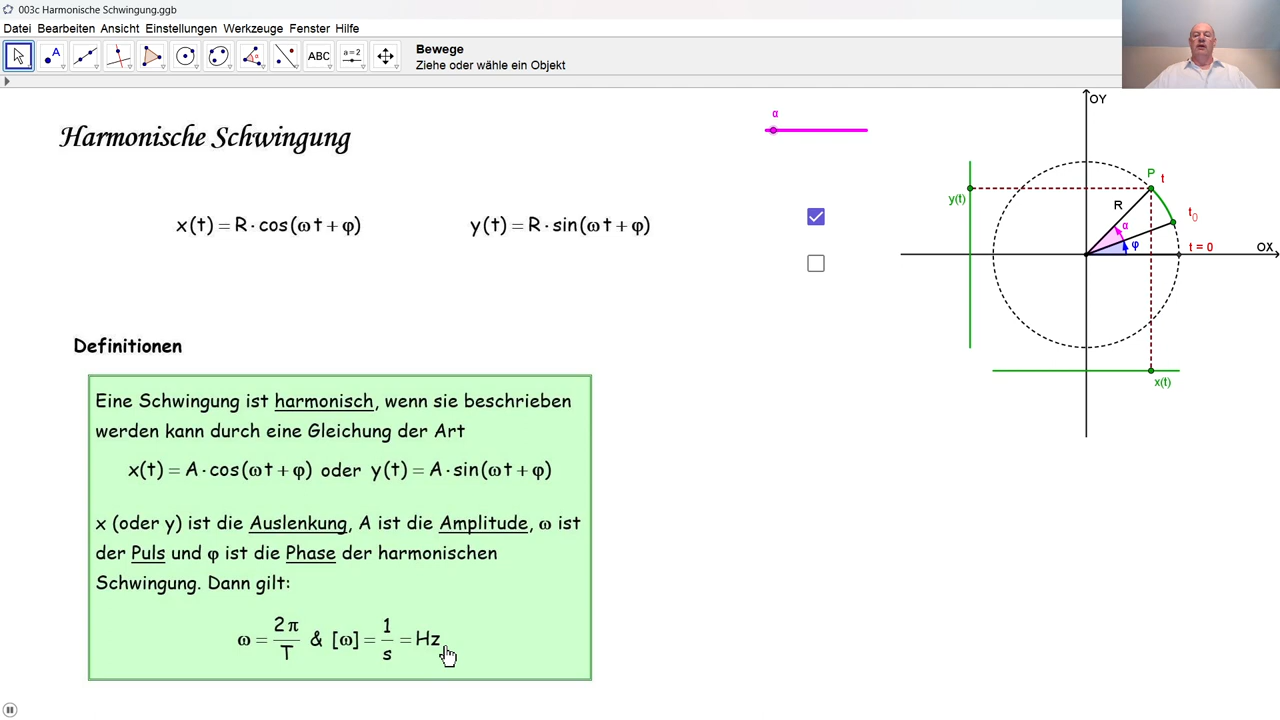 003c Harmonische Schwingung.ggb
Datei Bearbeiten Ansicht Einstellungen Werkzeuge Fenster Hilfe
A
ABC
a=2
Bewege
Ziehe oder wähle ein Objekt
Harmonische Schwingung
x(t) = R · cos(ωt + φ) y(t) = R · sin(ωt + φ)
α
OY
P t
y(t)
R
α
φ
t₀
t = 0
OX
x(t)
Definitionen
Eine Schwingung ist harmonisch, wenn sie beschrieben
werden kann durch eine Gleichung der Art
x(t) = A · cos(ωt + φ) oder y(t) = A · sin(ωt + φ)
x (oder y) ist die Auslenkung, A ist die Amplitude, ω ist
der Puls und φ ist die Phase der harmonischen
Schwingung. Dann gilt:
ω = 2π/T & [ω] = 1/s = Hz